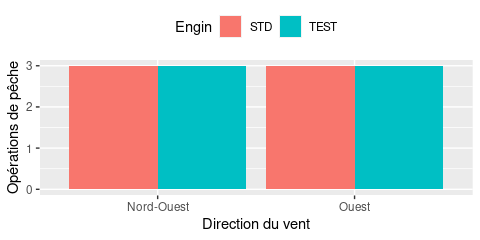 Engin STD TEST
Opérations de pêche
3
2
1
0
Nord-Ouest Ouest
Direction du vent